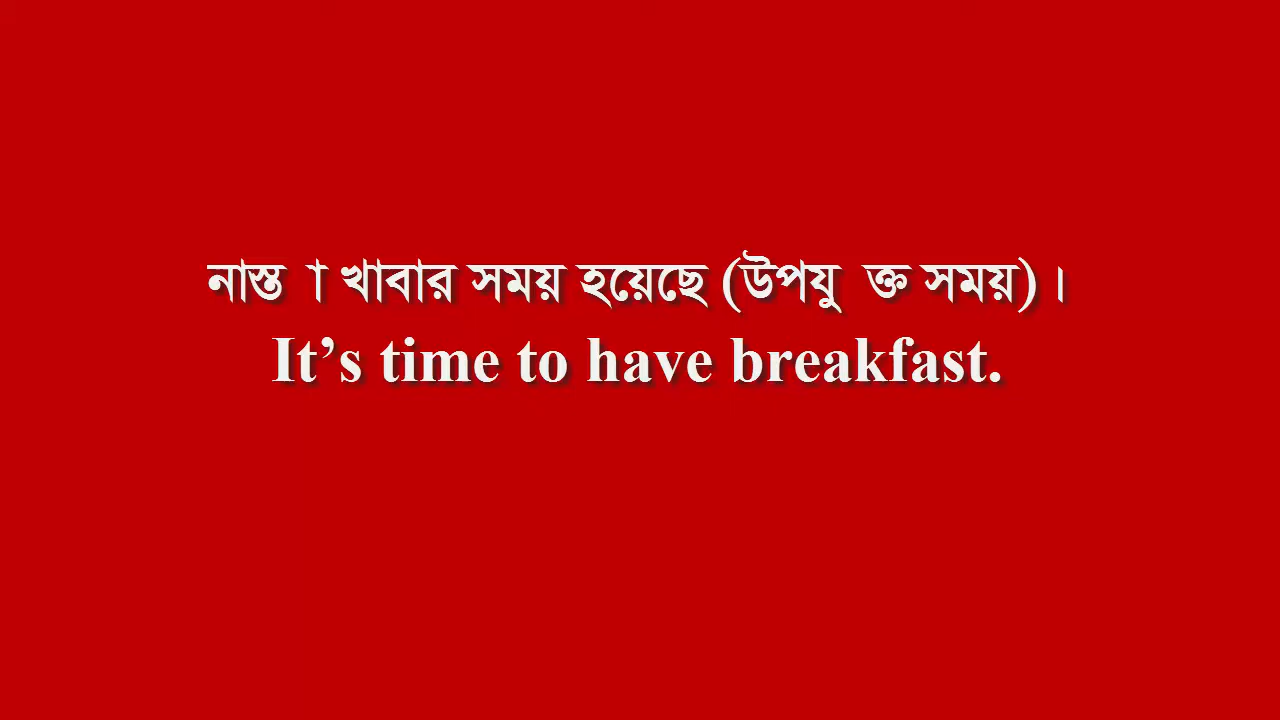 নাস্তা খাবার সময় হয়েছে (উপযুক্ত সময়)।
It’s time to have breakfast.